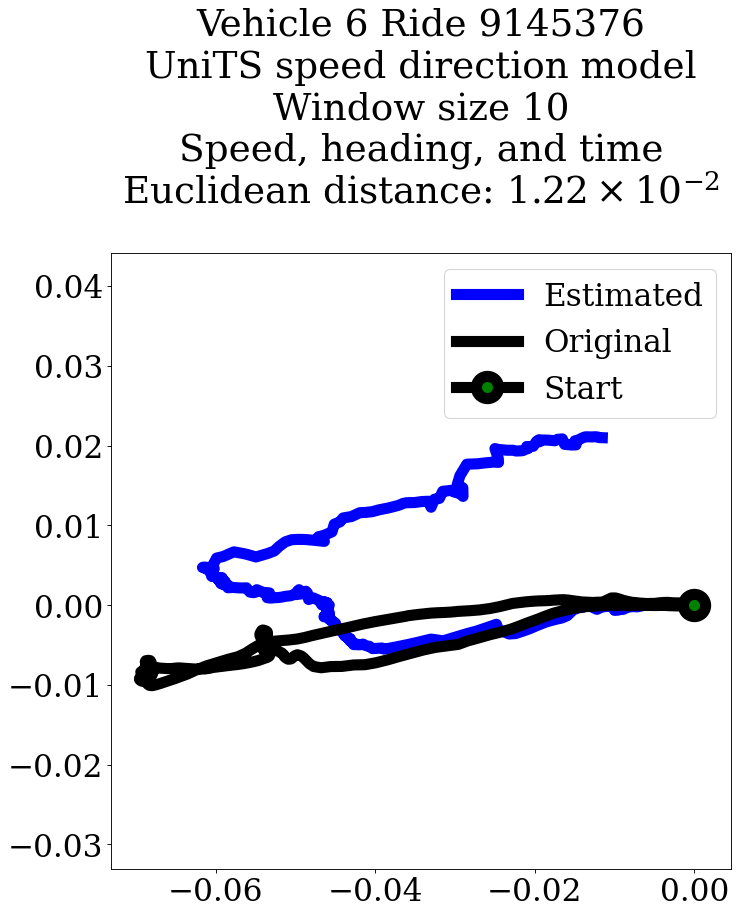 Vehicle 6 Ride 9145376
UniTS speed direction model
Window size 10
Speed, heading, and time
Euclidean distance: 1.22 × 10⁻²
Estimated
Original
Start
0.04
0.03
0.02
0.01
0.00
−0.01
−0.02
−0.03
−0.06
−0.04
−0.02
0.00